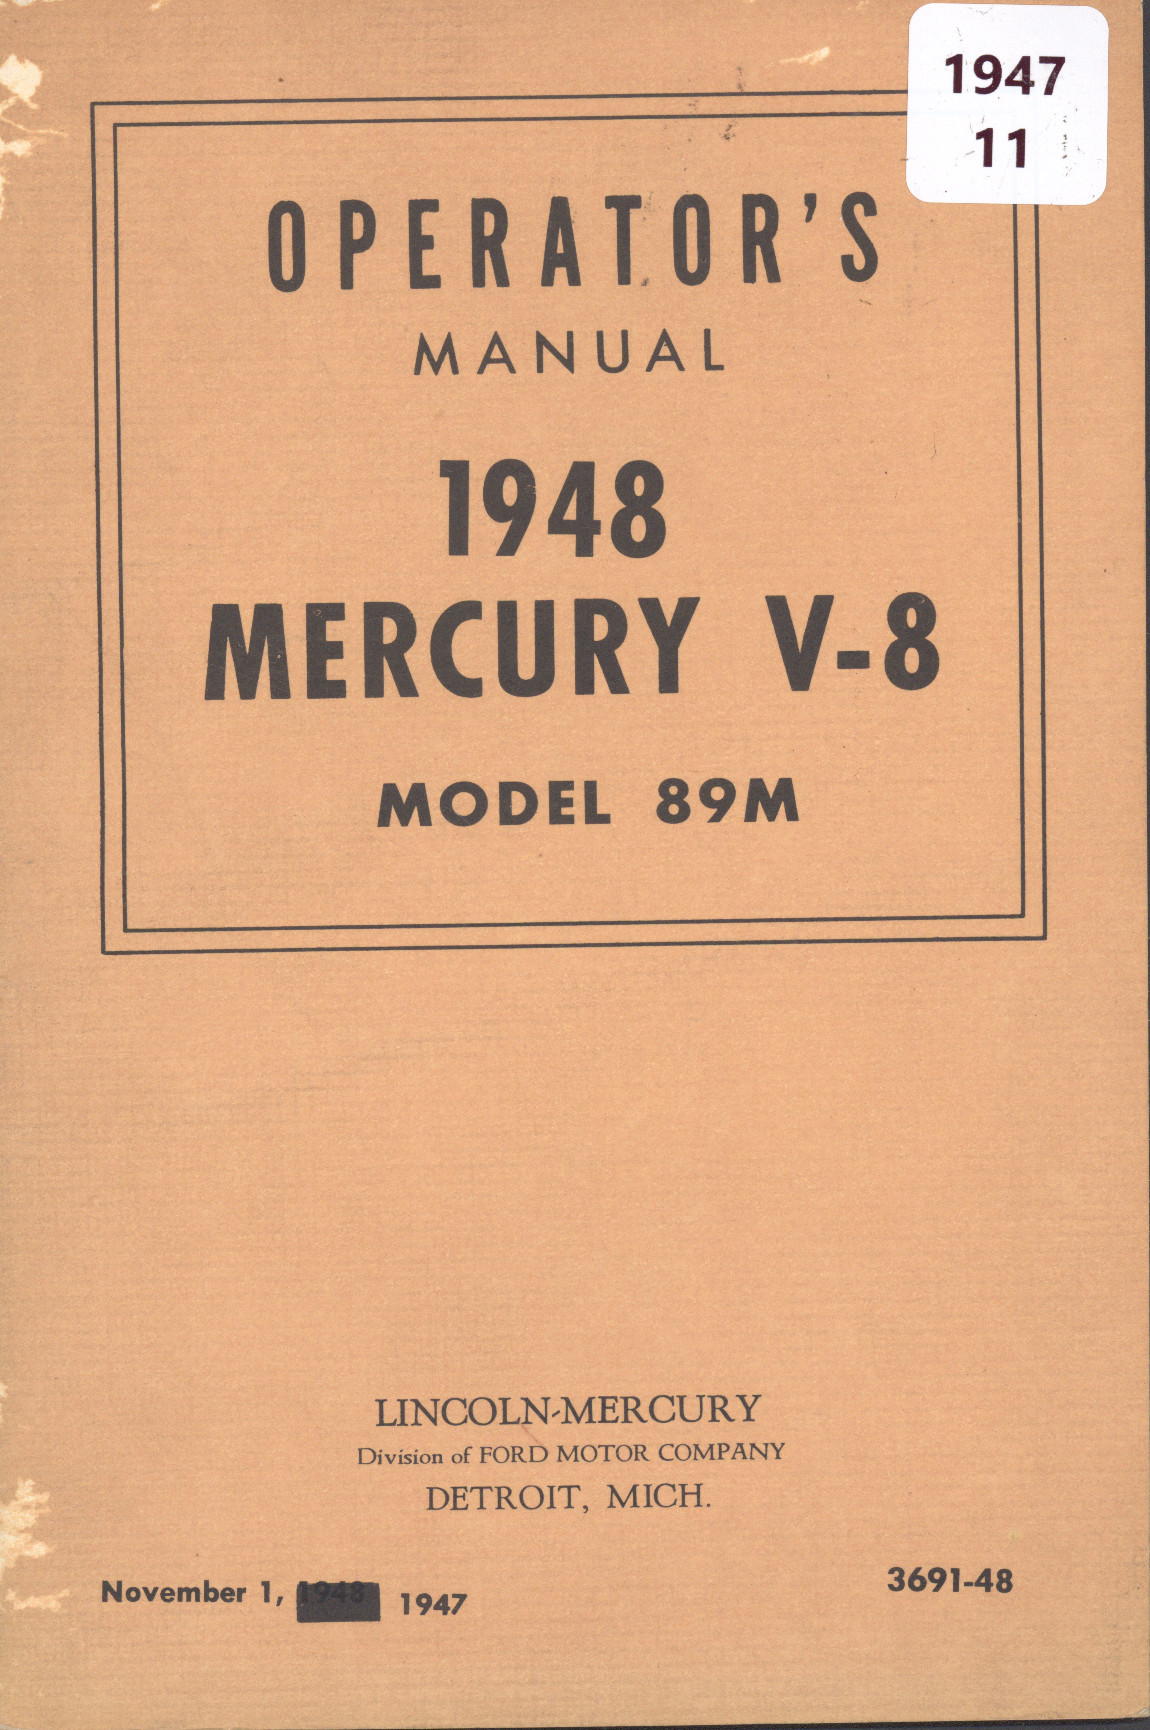 1947
11
OPERATOR'S
MANUAL
1948
MERCURY V-8
MODEL 89M
LINCOLN-MERCURY
Division of FORD MOTOR COMPANY
DETROIT, MICH.
November 1, 1948 1947
3691-48